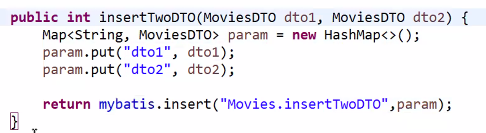 public int insertTwoDTO(MoviesDTO dto1, MoviesDTO dto2) {
    Map<String, MoviesDTO> param = new HashMap<>();
    param.put("dto1", dto1);
    param.put("dto2", dto2);

    return mybatis.insert("Movies.insertTwoDTO",param);
}